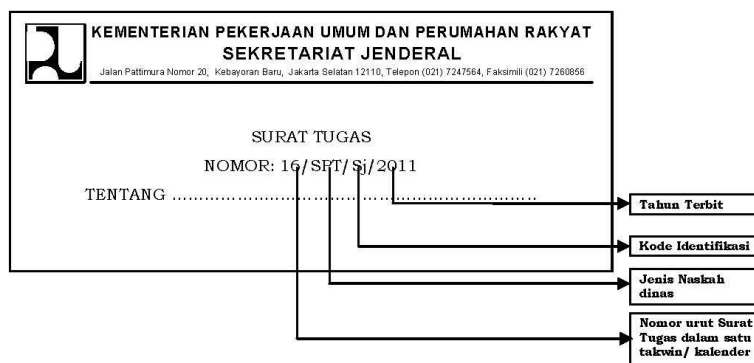 KEMENTERIAN PEKERJAAN UMUM DAN PERUMAHAN RAKYAT
SEKRETARIAT JENDERAL
Jalan Pattimura Nomor 20, Kebayoran Baru, Jakarta Selatan 12110, Telepon (021) 7247564, Faksimili (021) 7260856
SURAT TUGAS
NOMOR: 16/SPT/Sj/2011
TENTANG ......................................................................
Tahun Terbit
Kode Identifikasi
Jenis Naskah
dinas
Nomor urut Surat
Tugas dalam satu
takwin/ kalender